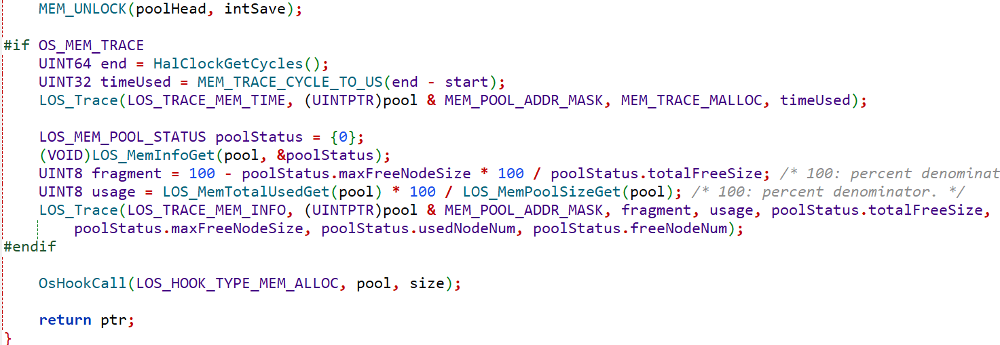 MEM_UNLOCK(poolHead, intSave);
#if OS_MEM_TRACE
UINT64 end = HalClockGetCycles();
UINT32 timeUsed = MEM_TRACE_CYCLE_TO_US(end - start);
LOS_Trace(LOS_TRACE_MEM_TIME, (UINTPTR)pool & MEM_POOL_ADDR_MASK, MEM_TRACE_MALLOC, timeUsed);
LOS_MEM_POOL_STATUS poolStatus = {0};
(VOID)LOS_MemInfoGet(pool, &poolStatus);
UINT8 fragment = 100 - poolStatus.maxFreeNodeSize * 100 / poolStatus.totalFreeSize; /* 100: percent denominat
UINT8 usage = LOS_MemTotalUsedGet(pool) * 100 / LOS_MemPoolSizeGet(pool); /* 100: percent denominator. */
LOS_Trace(LOS_TRACE_MEM_INFO, (UINTPTR)pool & MEM_POOL_ADDR_MASK, fragment, usage, poolStatus.totalFreeSize,
poolStatus.maxFreeNodeSize, poolStatus.usedNodeNum, poolStatus.freeNodeNum);
#endif
OsHookCall(LOS_HOOK_TYPE_MEM_ALLOC, pool, size);
return ptr;
}